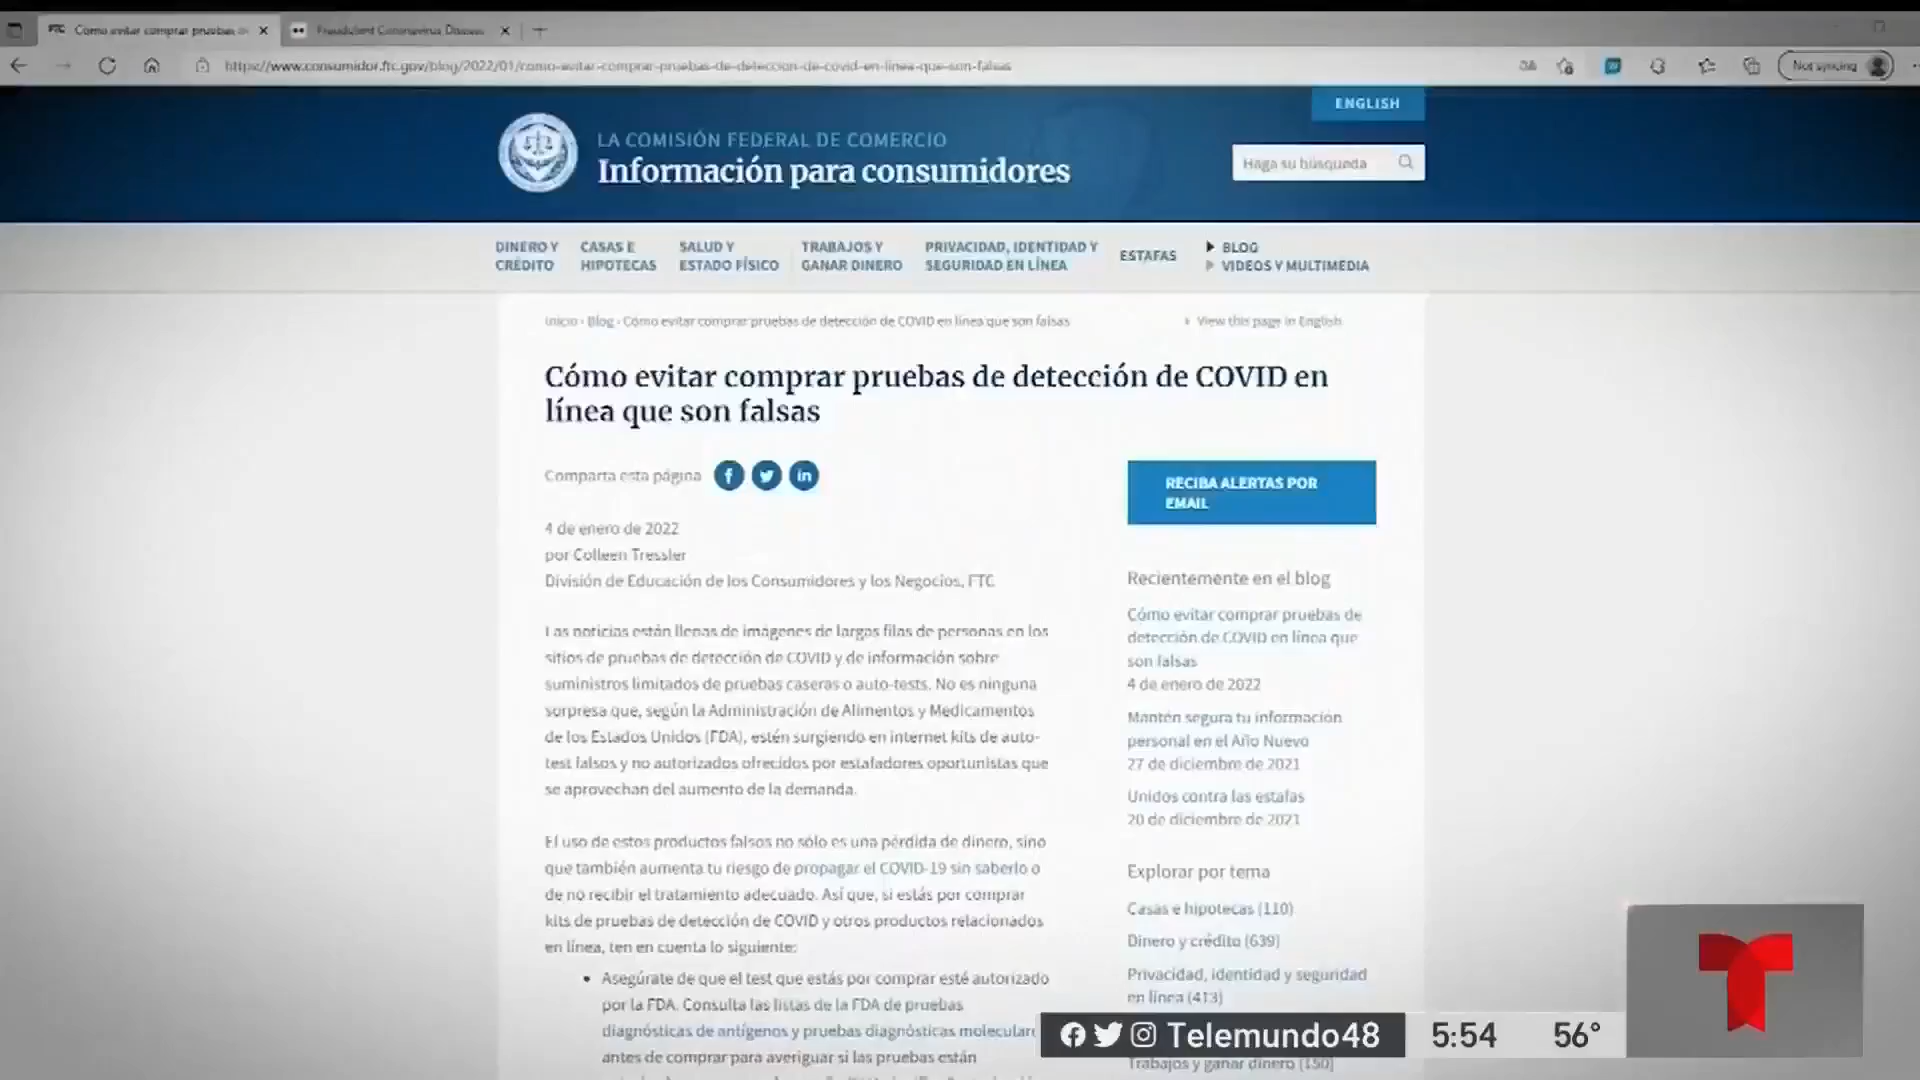 FTC Cómo evitar comprar pruebas de
Fraudulent Coronavirus Disease
https://www.consumidor.ftc.gov/blog/2022/01/como-evitar-comprar-pruebas-de-deteccion-de-covid-en-linea-que-son-falsas
Not syncing
ENGLISH
LA COMISIÓN FEDERAL DE COMERCIO
Información para consumidores
Haga su búsqueda
DINERO Y CRÉDITO
CASAS E HIPOTECAS
SALUD Y ESTADO FÍSICO
TRABAJOS Y GANAR DINERO
PRIVACIDAD, IDENTIDAD Y SEGURIDAD EN LÍNEA
ESTAFAS
BLOG
VIDEOS Y MULTIMEDIA
Inicio › Blog › Cómo evitar comprar pruebas de detección de COVID en línea que son falsas
View this page in English
Cómo evitar comprar pruebas de detección de COVID en
línea que son falsas
Comparta esta página
4 de enero de 2022
por Colleen Tressler
División de Educación de los Consumidores y los Negocios, FTC
Las noticias están llenas de imágenes de largas filas de personas en los
sitios de pruebas de detección de COVID y de información sobre
suministros limitados de pruebas caseras o auto-tests. No es ninguna
sorpresa que, según la Administración de Alimentos y Medicamentos
de los Estados Unidos (FDA), estén surgiendo en internet kits de auto-
test falsos y no autorizados ofrecidos por estafadores oportunistas que
se aprovechan del aumento de la demanda.
El uso de estos productos falsos no sólo es una pérdida de dinero, sino
que también aumenta tu riesgo de propagar el COVID-19 sin saberlo o
de no recibir el tratamiento adecuado. Así que, si estás por comprar
kits de pruebas de detección de COVID y otros productos relacionados
en línea, ten en cuenta lo siguiente:
• Asegúrate de que el test que estás por comprar esté autorizado
por la FDA. Consulta las listas de la FDA de pruebas
diagnósticas de antígenos y pruebas diagnósticas moleculare
antes de comprar para averiguar si las pruebas están
RECIBA ALERTAS POR
EMAIL
Recientemente en el blog
Cómo evitar comprar pruebas de
detección de COVID en línea que
son falsas
4 de enero de 2022
Mantén segura tu información
personal en el Año Nuevo
27 de diciembre de 2021
Unidos contra las estafas
20 de diciembre de 2021
Explorar por tema
Casas e hipotecas (110)
Dinero y crédito (639)
Privacidad, identidad y seguridad
en línea (413)
Trabajos y ganar dinero (150)
Telemundo48
5:54
56°